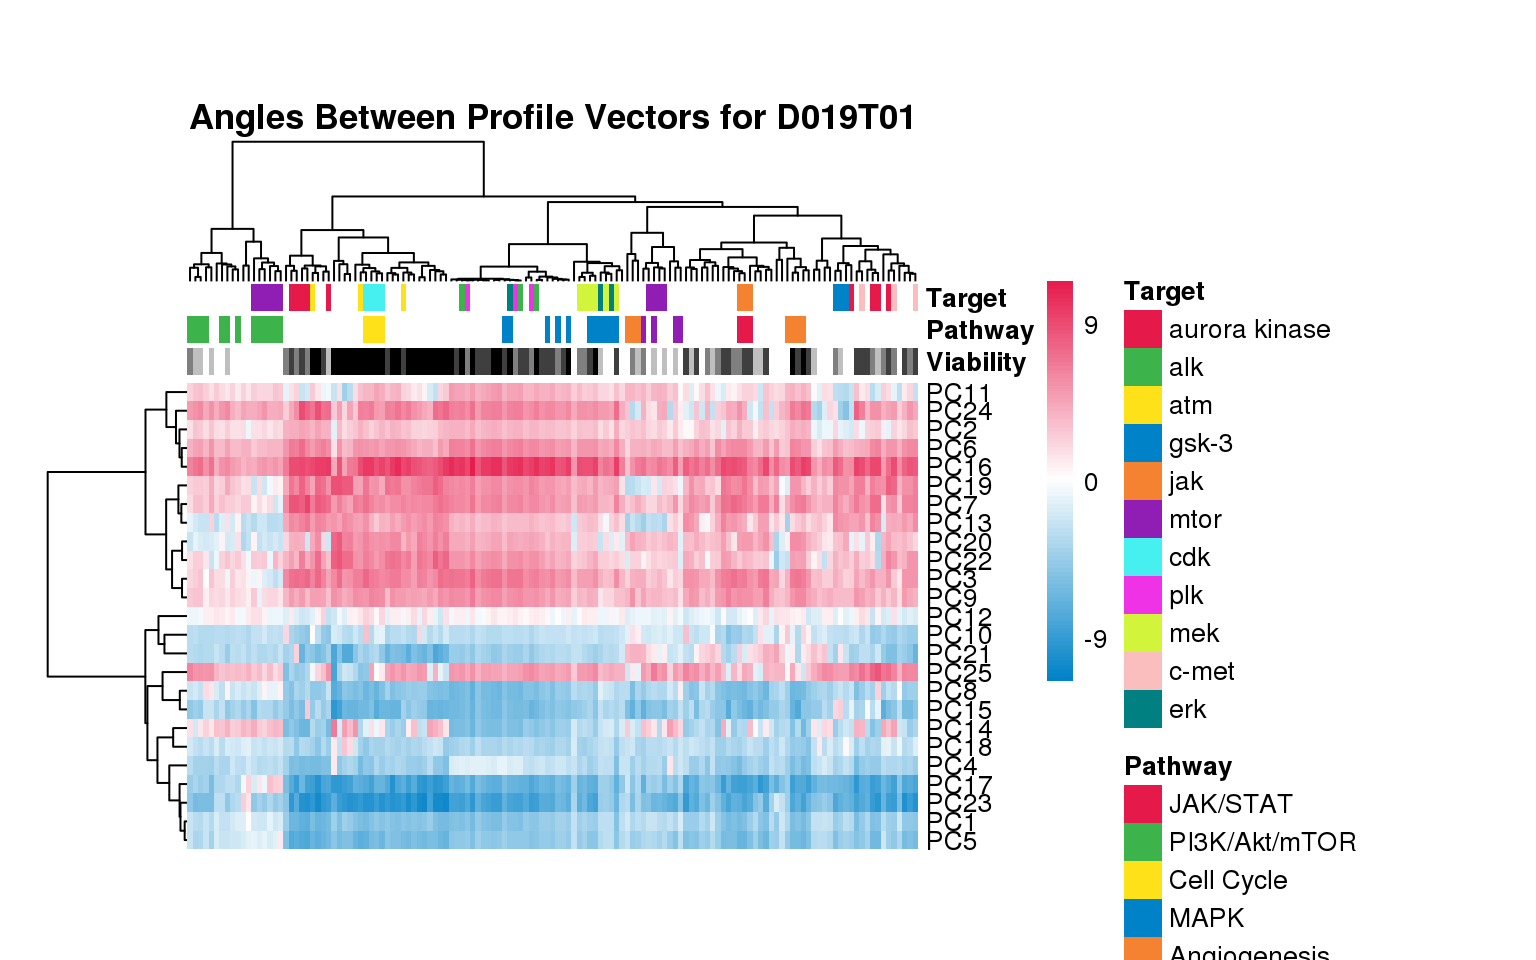 Angles Between Profile Vectors for D019T01
Target
Pathway
Viability
PC11
PC24
PC2
PC6
PC16
PC19
PC7
PC13
PC20
PC22
PC3
PC9
PC12
PC10
PC21
PC25
PC8
PC15
PC14
PC18
PC4
PC17
PC23
PC1
PC5
9
0
-9
Target
aurora kinase
alk
atm
gsk-3
jak
mtor
cdk
plk
mek
c-met
erk
Pathway
JAK/STAT
PI3K/Akt/mTOR
Cell Cycle
MAPK
Angiogenesis